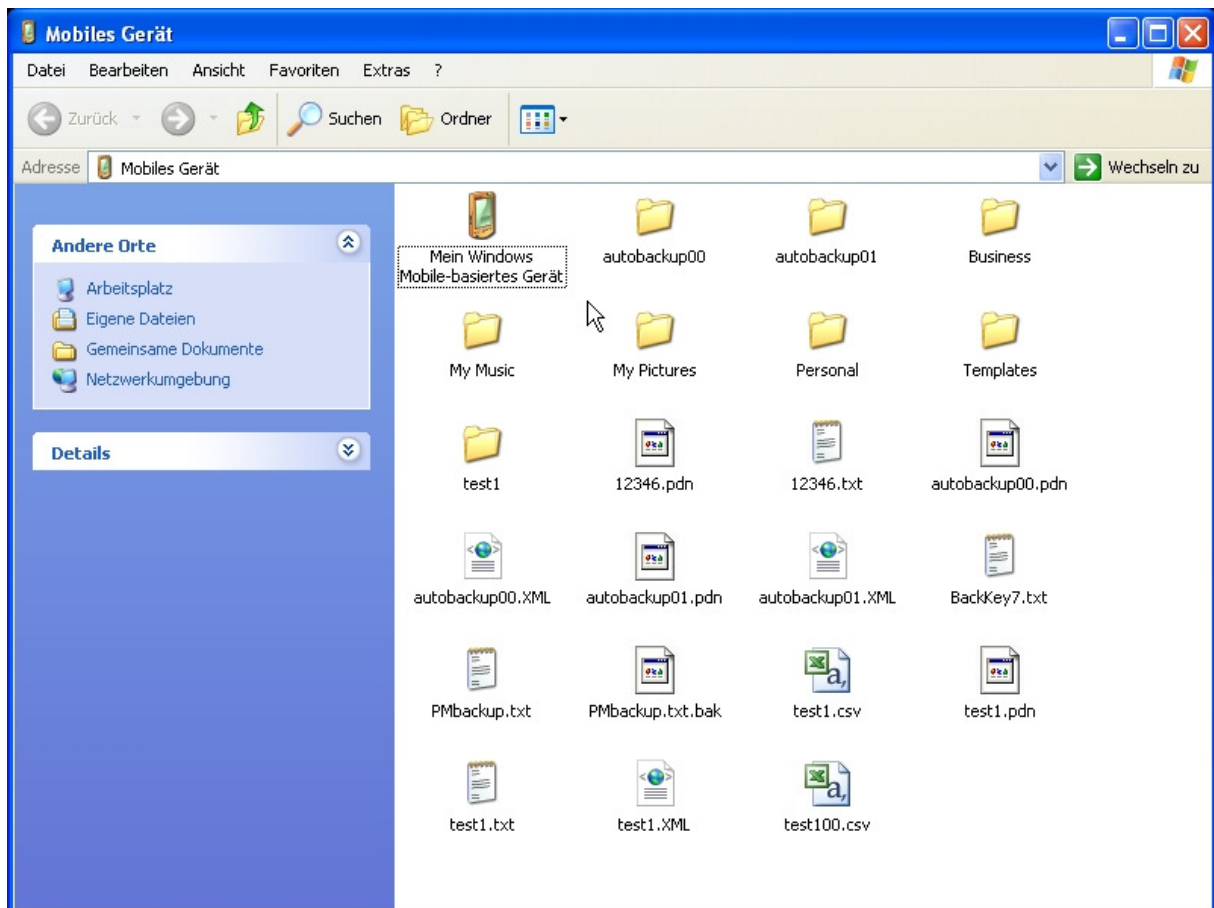 Mobiles Gerät
Datei Bearbeiten Ansicht Favoriten Extras ?
Zurück Suchen Ordner
Adresse Mobiles Gerät Wechseln zu
Andere Orte
Arbeitsplatz
Eigene Dateien
Gemeinsame Dokumente
Netzwerkumgebung
Details
Mein Windows
Mobile-basiertes Gerät
autobackup00
autobackup01
Business
My Music
My Pictures
Personal
Templates
test1
12346.pdn
12346.txt
autobackup00.pdn
autobackup00.XML
autobackup01.pdn
autobackup01.XML
BackKey7.txt
PMbackup.txt
PMbackup.txt.bak
test1.csv
test1.pdn
test1.txt
test1.XML
test100.csv